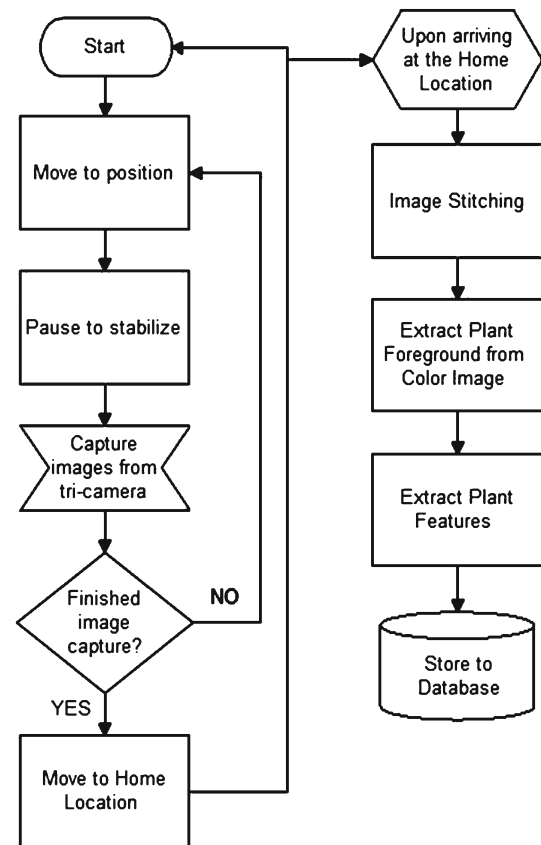 Start
Move to position
Pause to stabilize
Capture
images from
tri-camera
Finished
image
capture?
NO
YES
Move to Home
Location
Upon arriving
at the Home
Location
Image Stitching
Extract Plant
Foreground from
Color Image
Extract Plant
Features
Store to
Database